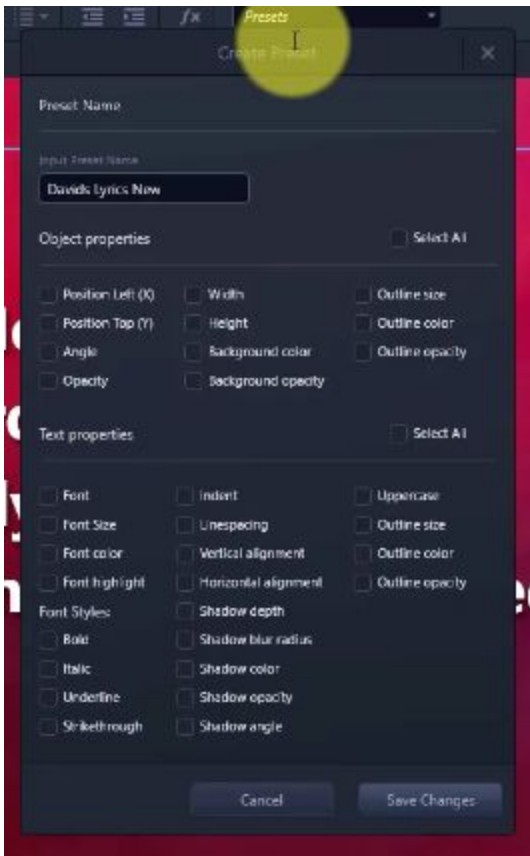 fx Presets
Create Preset
Preset Name
Input Preset Name
Davids Lyrics New
Object properties Select All
Position Left (X) Width Outline size
Position Top (Y) Height Outline color
Angle Background color Outline opacity
Opacity Background opacity
Text properties Select All
Font Indent Uppercase
Font Size Linespacing Outline size
Font color Vertical alignment Outline color
Font highlight Horizontal alignment Outline opacity
Font Styles: Shadow depth
Bold Shadow blur radius
Italic Shadow color
Underline Shadow opacity
Strikethrough Shadow angle
Cancel Save Changes